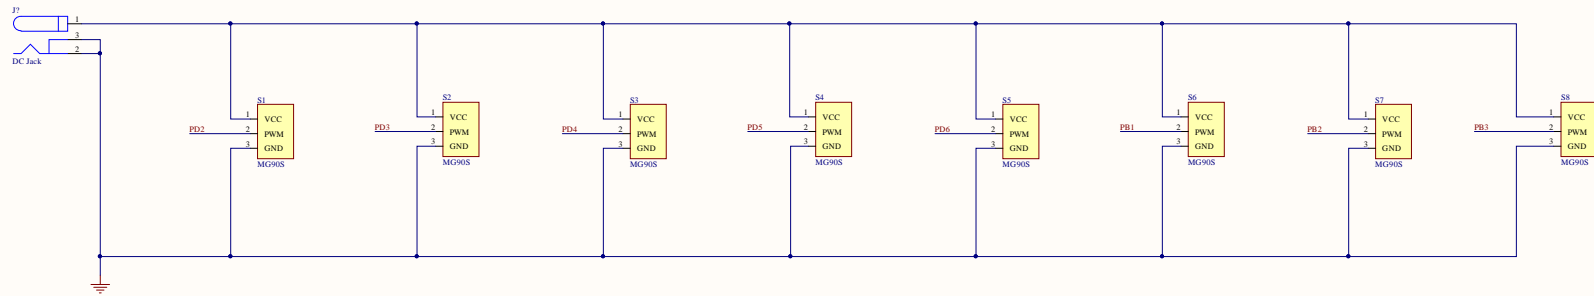 J?
1
3
2
DC Jack
S1
PD2
1 VCC
2 PWM
3 GND
MG90S
S2
PD3
1 VCC
2 PWM
3 GND
MG90S
S3
PD4
1 VCC
2 PWM
3 GND
MG90S
S4
PD5
1 VCC
2 PWM
3 GND
MG90S
S5
PD6
1 VCC
2 PWM
3 GND
MG90S
S6
PB1
1 VCC
2 PWM
3 GND
MG90S
S7
PB2
1 VCC
2 PWM
3 GND
MG90S
S8
PB3
1 VCC
2 PWM
3 GND
MG90S